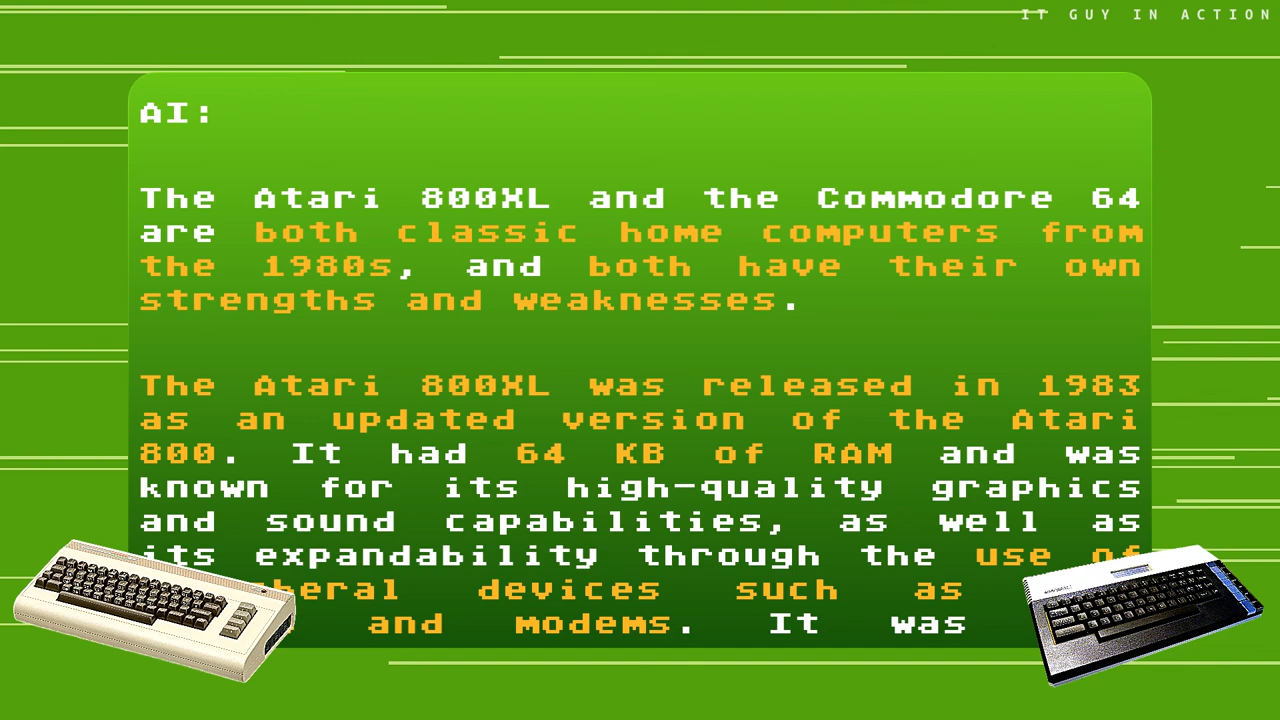 IT GUY IN ACTION
AI:
The Atari 800XL and the Commodore 64
are both classic home computers from
the 1980s, and both have their own
strengths and weaknesses.
The Atari 800XL was released in 1983
as an updated version of the Atari
800. It had 64 KB of RAM and was
known for its high-quality graphics
and sound capabilities, as well as
its expandability through the use of
heral devices such as
and modems. It was